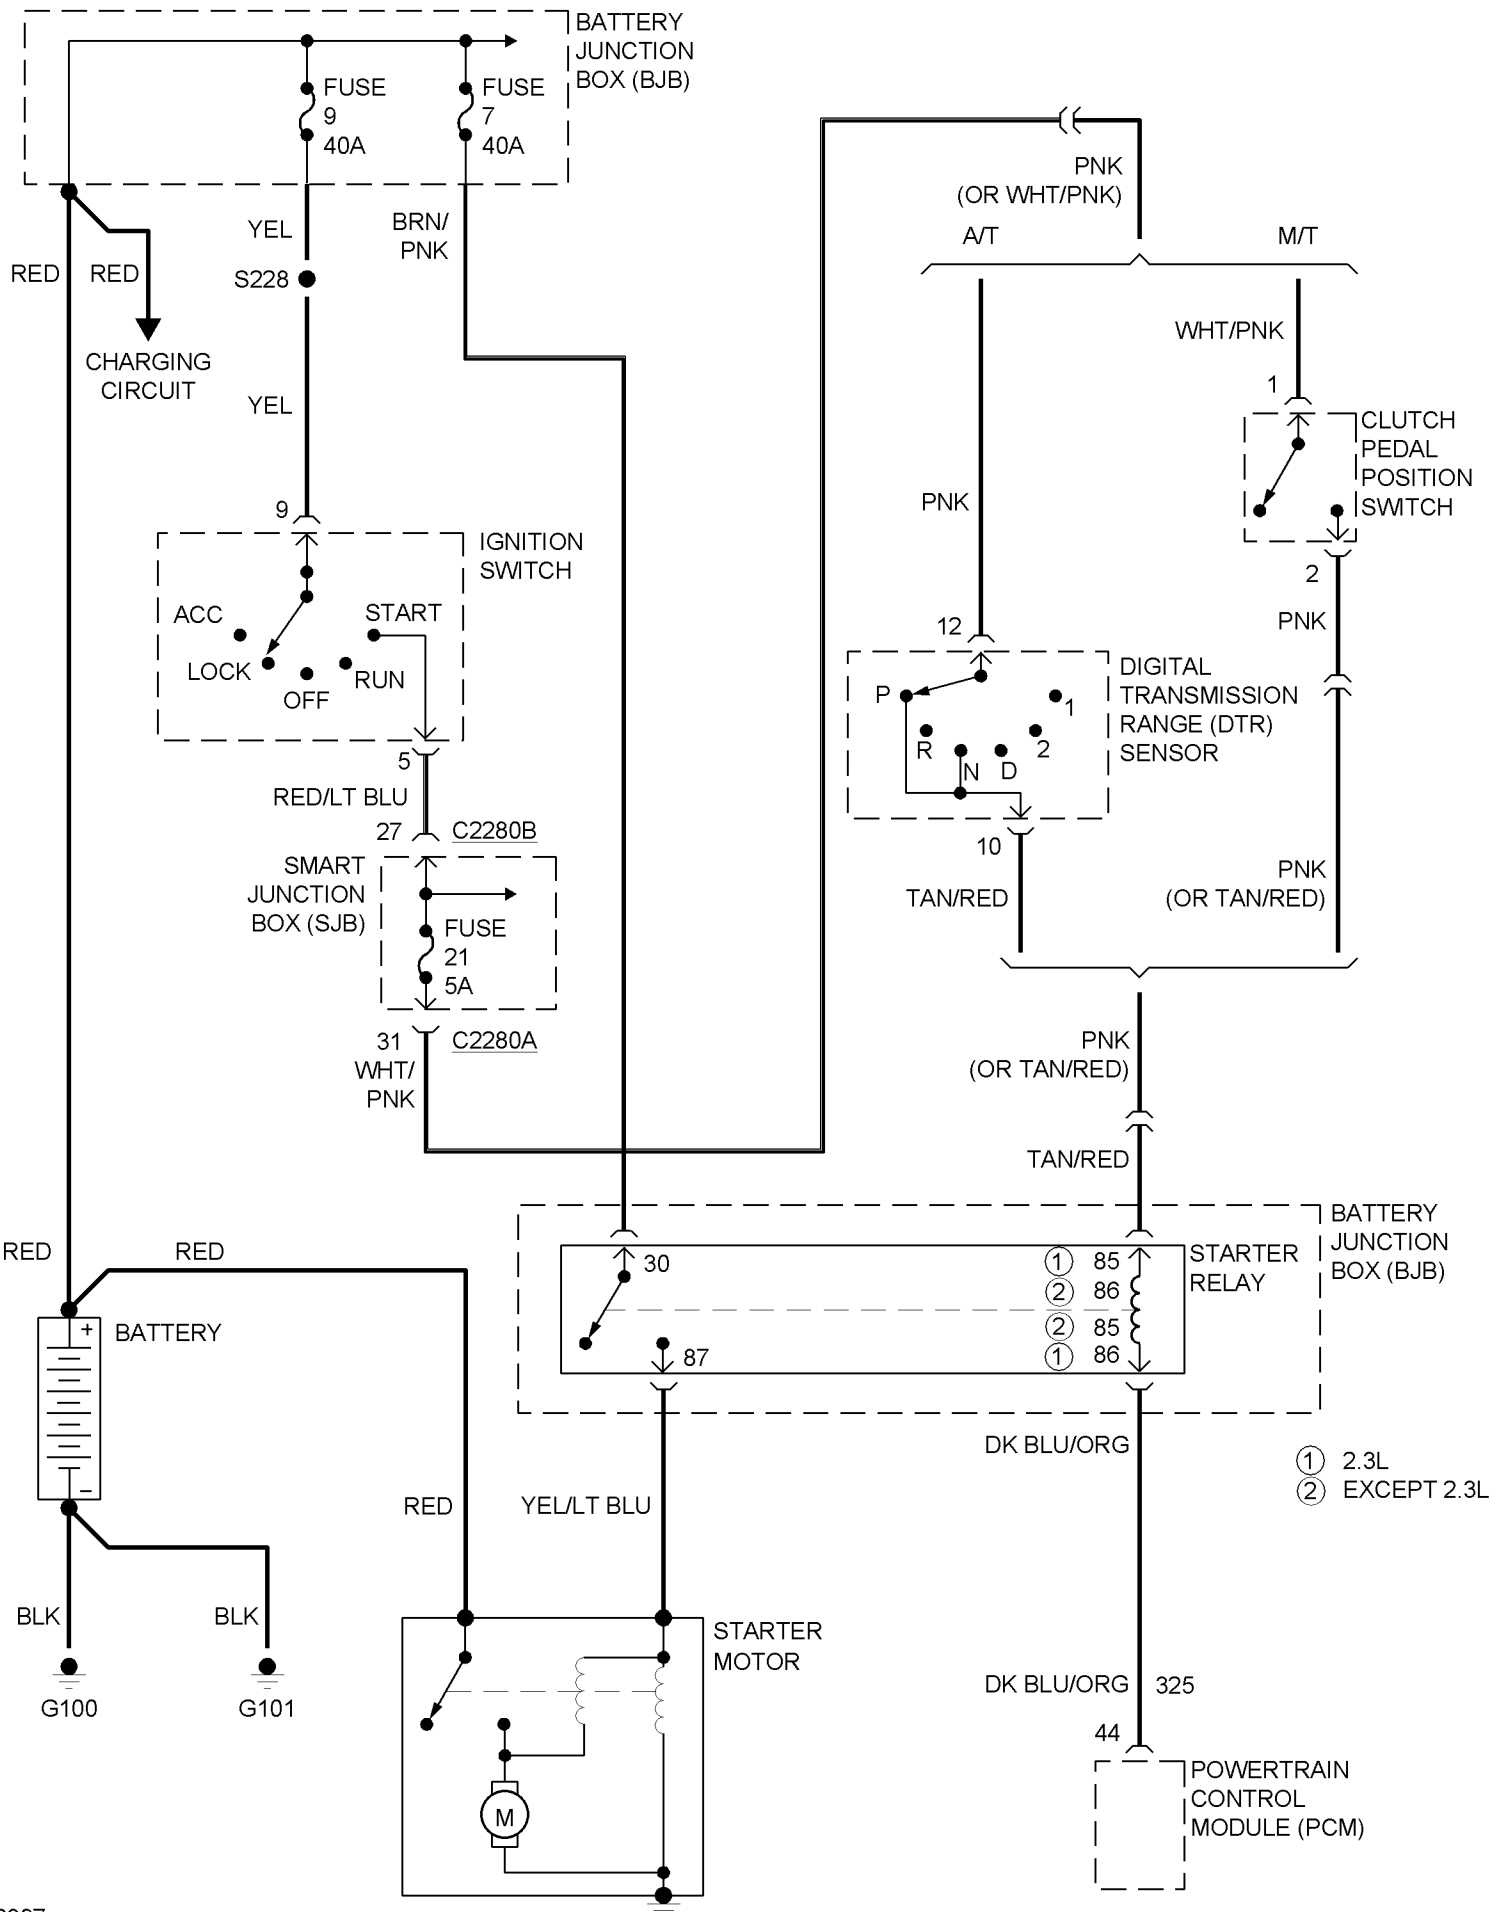 BATTERY
JUNCTION
BOX (BJB)
FUSE
9
40A
FUSE
7
40A
PNK
(OR WHT/PNK)
A/T
M/T
YEL
BRN/
PNK
RED
RED
S228
CHARGING
CIRCUIT
WHT/PNK
YEL
1
CLUTCH
PEDAL
POSITION
SWITCH
9
PNK
IGNITION
SWITCH
2
ACC
START
LOCK
OFF
RUN
PNK
12
DIGITAL
TRANSMISSION
RANGE (DTR)
SENSOR
P
R
N
D
2
1
5
RED/LT BLU
27
C2280B
10
SMART
JUNCTION
BOX (SJB)
FUSE
21
5A
TAN/RED
PNK
(OR TAN/RED)
31
C2280A
WHT/
PNK
PNK
(OR TAN/RED)
TAN/RED
BATTERY
JUNCTION
BOX (BJB)
RED
RED
30
1 85
2 86
2 85
1 86
STARTER
RELAY
87
+
BATTERY
–
DK BLU/ORG
1 2.3L
2 EXCEPT 2.3L
RED
YEL/LT BLU
BLK
BLK
STARTER
MOTOR
G100
G101
DK BLU/ORG
325
44
M
POWERTRAIN
CONTROL
MODULE (PCM)